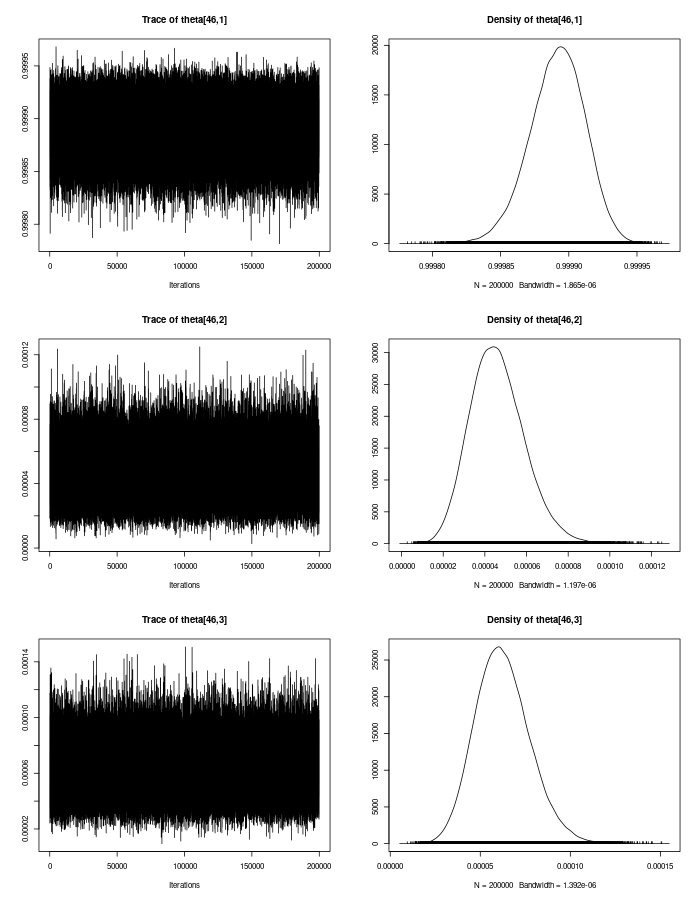 Trace of theta[46,1]
0.99980 0.99985 0.99990 0.99995
0 50000 100000 150000 200000
Iterations
Density of theta[46,1]
0 5000 10000 15000 20000
0.99980 0.99985 0.99990 0.99995
N = 200000 Bandwidth = 1.865e-06
Trace of theta[46,2]
0.00000 0.00004 0.00008 0.00012
0 50000 100000 150000 200000
Iterations
Density of theta[46,2]
0 5000 10000 15000 20000 25000 30000
0.00000 0.00002 0.00004 0.00006 0.00008 0.00010 0.00012
N = 200000 Bandwidth = 1.197e-06
Trace of theta[46,3]
0.00002 0.00006 0.00010 0.00014
0 50000 100000 150000 200000
Iterations
Density of theta[46,3]
0 5000 10000 15000 20000 25000
0.00000 0.00005 0.00010 0.00015
N = 200000 Bandwidth = 1.392e-06